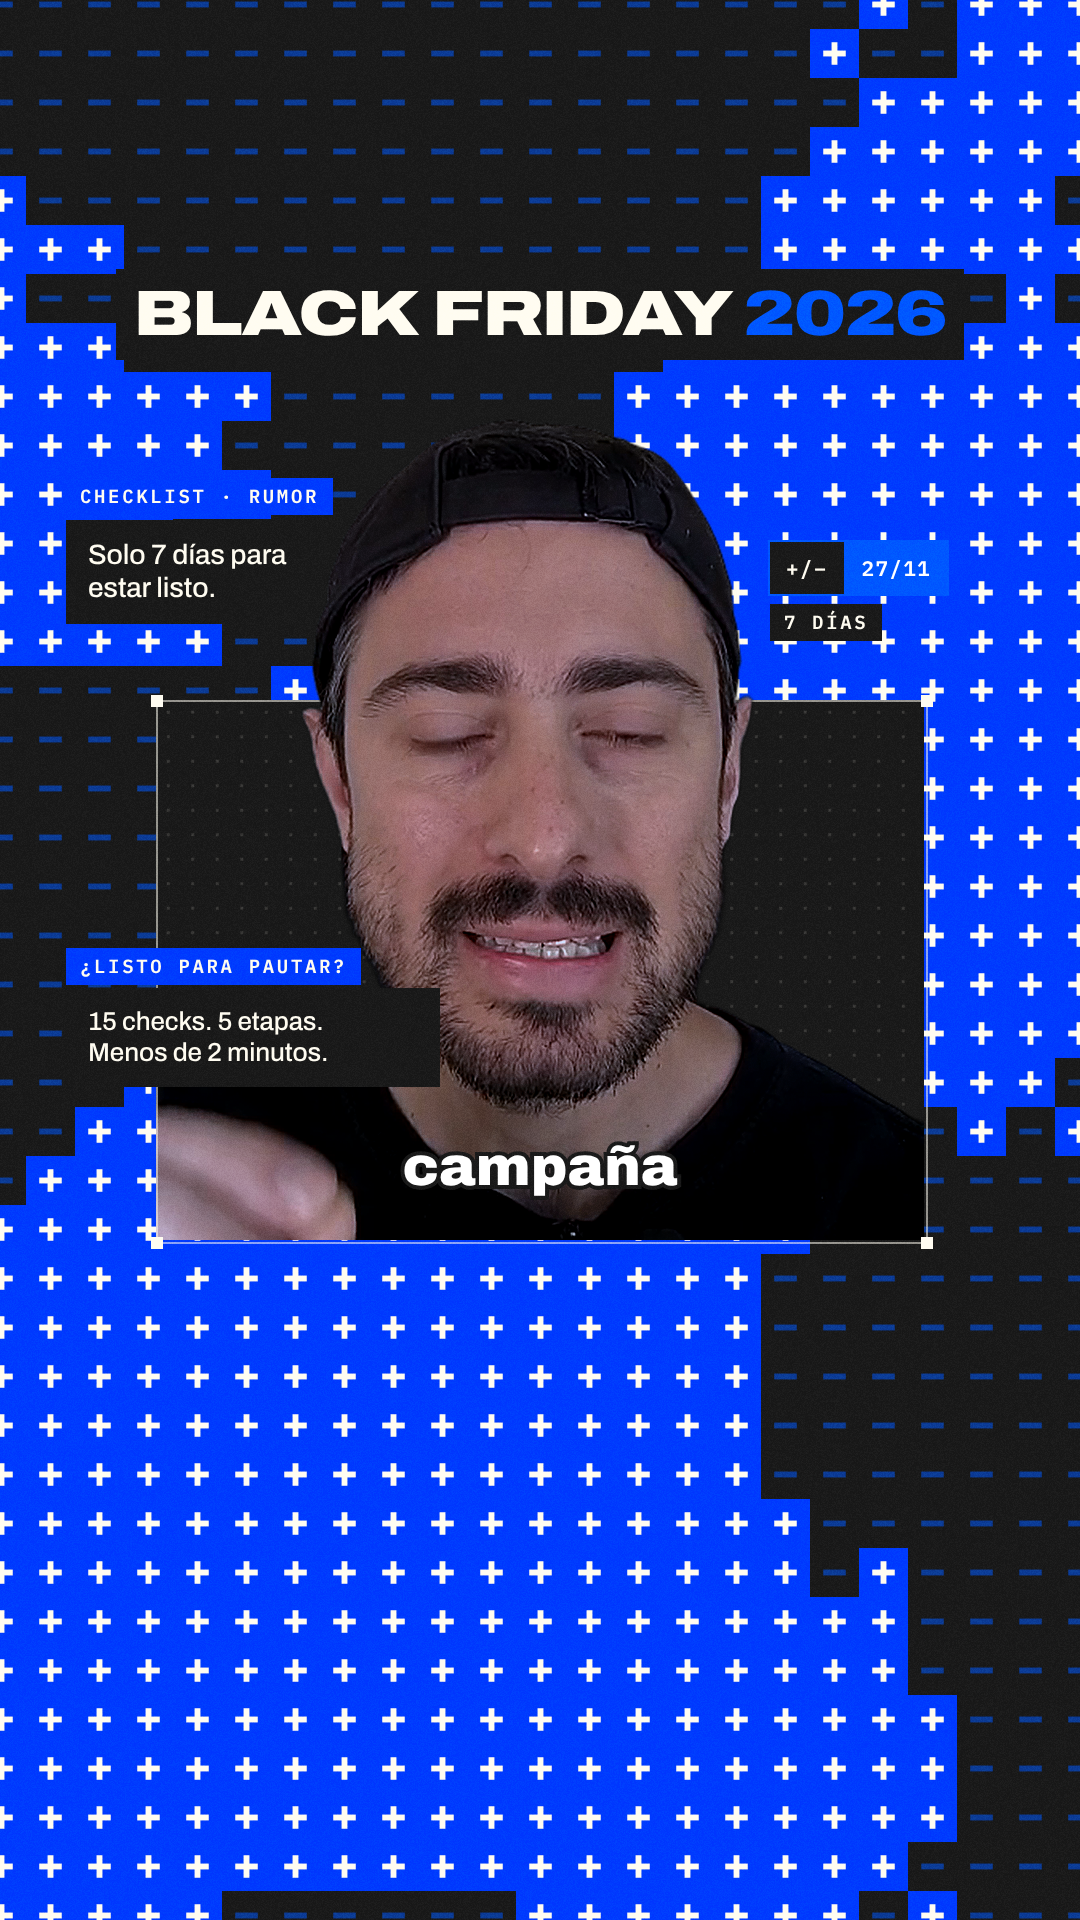 BLACK FRIDAY 2026
CHECKLIST · RUMOR
Solo 7 días para
estar listo.
+/− 27/11
7 DÍAS
¿LISTO PARA PAUTAR?
15 checks. 5 etapas.
Menos de 2 minutos.
campaña